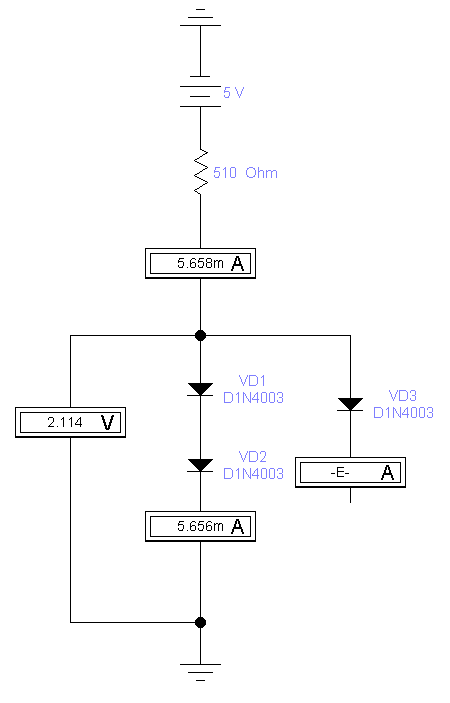 5 V
510 Ohm
5.658m A
VD1
D1N4003
VD3
D1N4003
2.114 V
VD2
D1N4003
-E- A
5.656m A